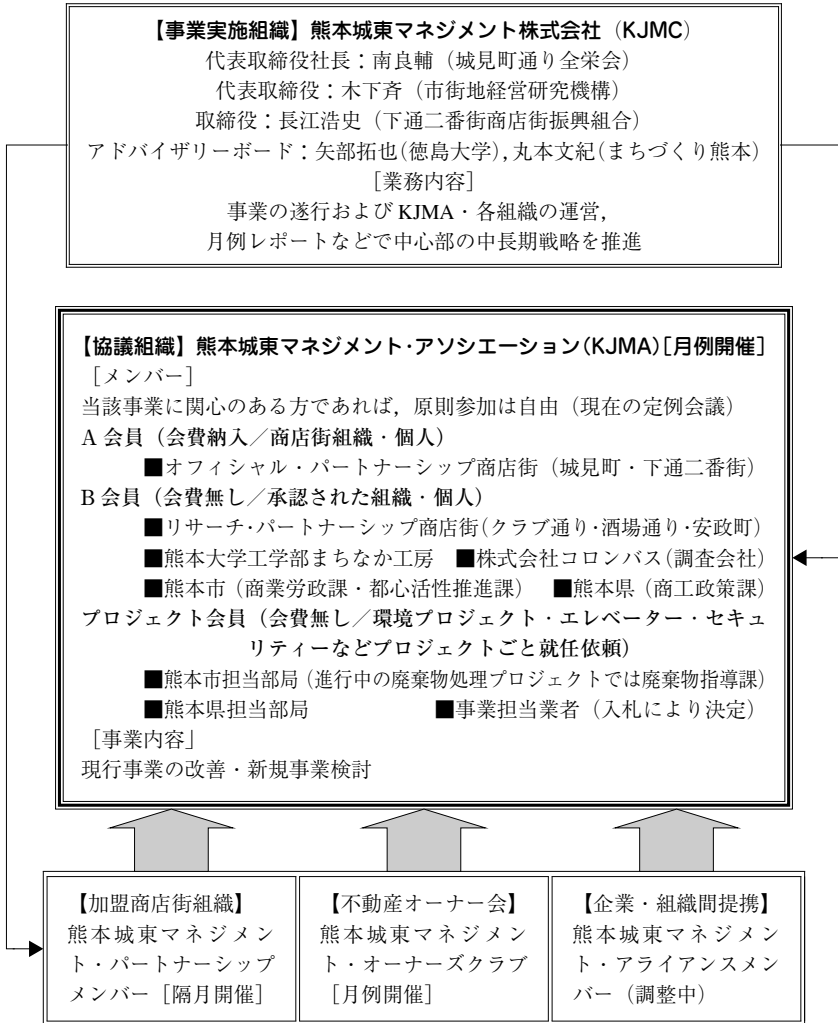 【事業実施組織】熊本城東マネジメント株式会社（KJMC）
代表取締役社長：南良輔（城見町通り全栄会）
代表取締役：木下斉（市街地経営研究機構）
取締役：長江浩史（下通二番街商店街振興組合）
アドバイザリーボード：矢部拓也(徳島大学),丸本文紀(まちづくり熊本)
［業務内容］
事業の遂行および KJMA・各組織の運営，
月例レポートなどで中心部の中長期戦略を推進
【協議組織】熊本城東マネジメント･アソシエーション(KJMA)[月例開催]
［メンバー］
当該事業に関心のある方であれば，原則参加は自由（現在の定例会議）
A 会員（会費納入／商店街組織・個人）
■オフィシャル・パートナーシップ商店街（城見町・下通二番街）
B 会員（会費無し／承認された組織・個人）
■リサーチ･パートナーシップ商店街(クラブ通り･酒場通り･安政町)
■熊本大学工学部まちなか工房　■株式会社コロンバス(調査会社)
■熊本市（商業労政課・都心活性推進課）　■熊本県（商工政策課）
プロジェクト会員（会費無し／環境プロジェクト・エレベーター・セキュ
リティーなどプロジェクトごと就任依頼）
■熊本市担当部局（進行中の廃棄物処理プロジェクトでは廃棄物指導課）
■熊本県担当部局　■事業担当業者（入札により決定）
［事業内容」
現行事業の改善・新規事業検討
【加盟商店街組織】
熊本城東マネジメン
ト・パートナーシップ
メンバー［隔月開催］
【不動産オーナー会】
熊本城東マネジメン
ト・オーナーズクラブ
［月例開催］
【企業・組織間提携】
熊本城東マネジメン
ト・アライアンスメン
バー（調整中）